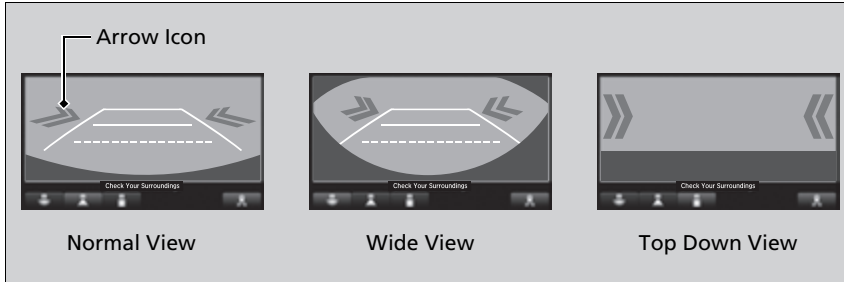 Arrow Icon
Check Your Surroundings
Check Your Surroundings
Check Your Surroundings
Normal View
Wide View
Top Down View